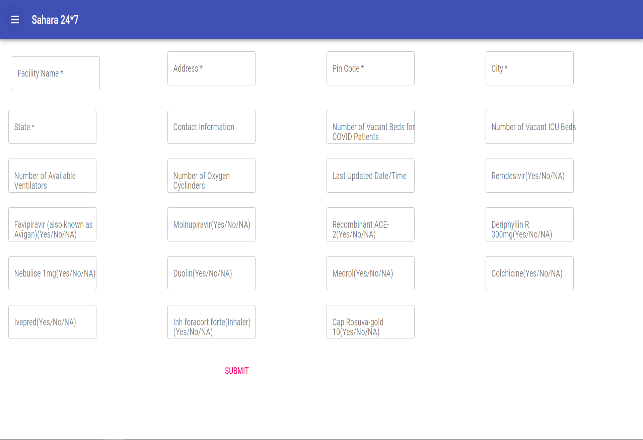 Sahara 24*7
Facility Name *
Address *
Pin Code *
City *
State *
Contact Information
Number of Vacant Beds for
COVID Patients
Number of Vacant ICU Beds
Number of Available
Ventilators
Number of Oxygen
Cyclinders
Last Updated Date/Time
Remdesivir(Yes/No/NA)
Favipiravir (also known as
Avigan)(Yes/No/NA)
Molnupiravir(Yes/No/NA)
Recombinant ACE-
2(Yes/No/NA)
Deriphyllin R
300mg(Yes/No/NA)
Nebulise 1mg(Yes/No/NA)
Duolin(Yes/No/NA)
Medrol(Yes/No/NA)
Colchicine(Yes/No/NA)
Ivepred(Yes/No/NA)
Inh foracort forte(Inhaler)
(Yes/No/NA)
Cap Rosuva-gold
10(Yes/No/NA)
SUBMIT